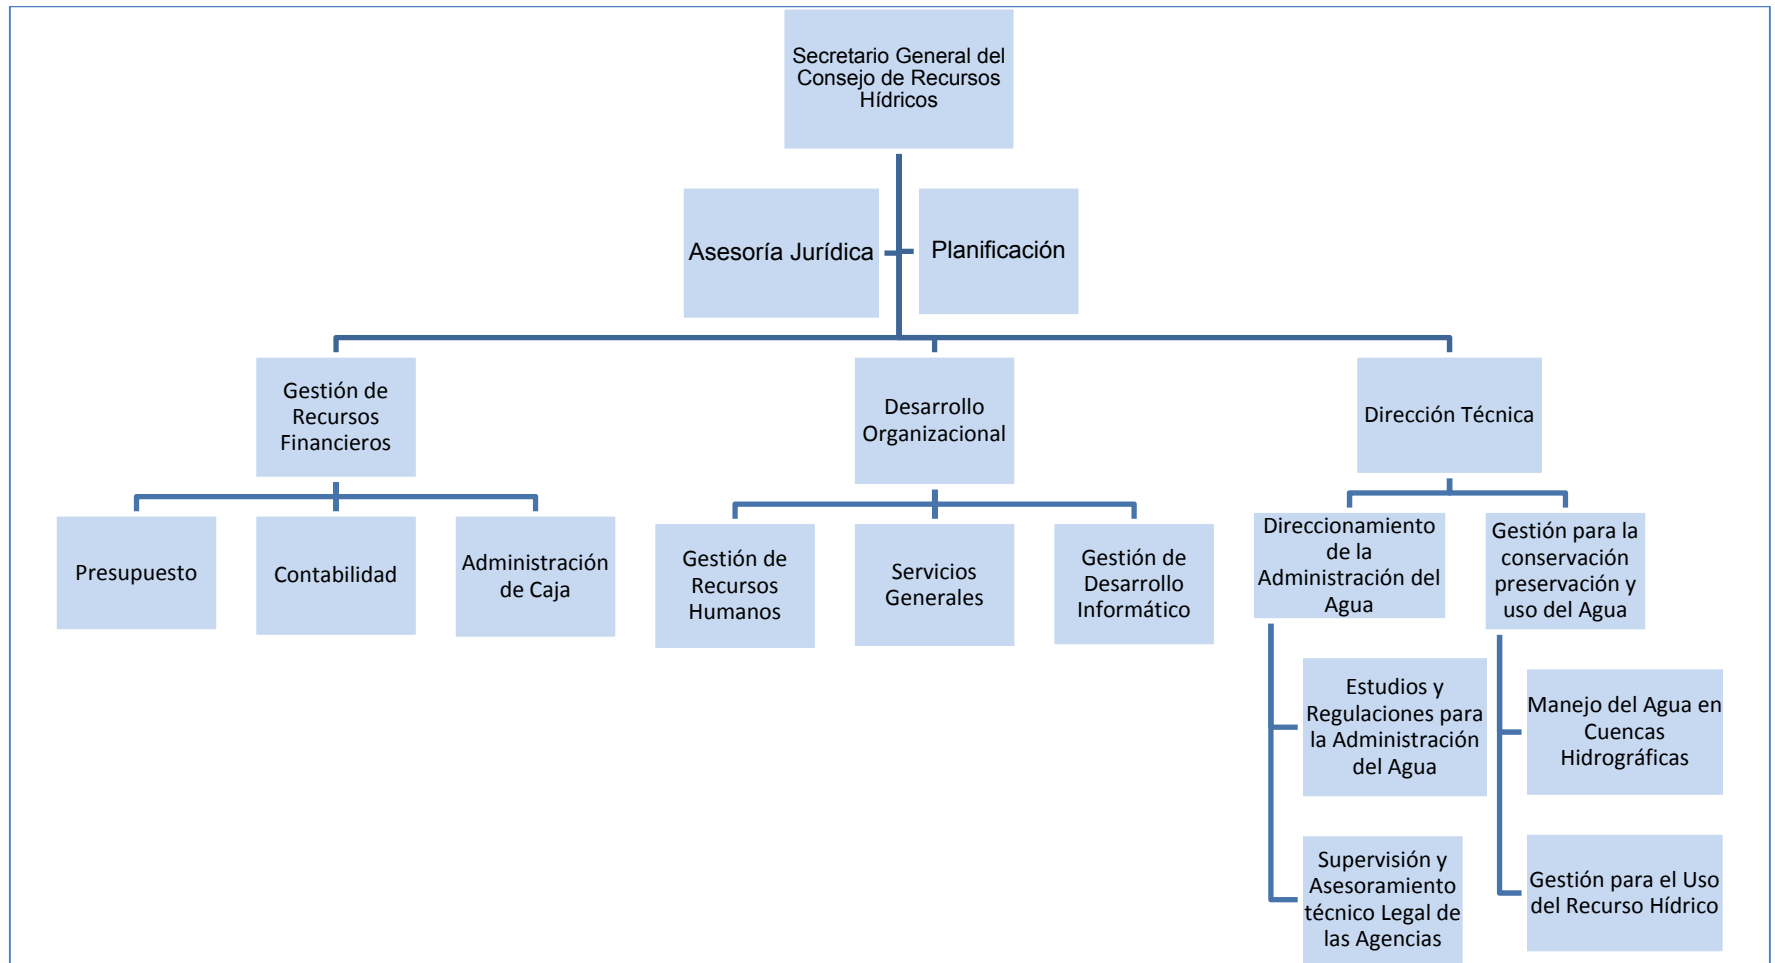 Secretario General del
Consejo de Recursos
Hídricos
Asesoría Jurídica
Planificación
Gestión de
Recursos
Financieros
Desarrollo
Organizacional
Dirección Técnica
Presupuesto
Contabilidad
Administración
de Caja
Gestión de
Recursos
Humanos
Servicios
Generales
Gestión de
Desarrollo
Informático
Direccionamiento
de la
Administración del
Agua
Gestión para la
conservación
preservación y
uso del Agua
Estudios y
Regulaciones para
la Administración
del Agua
Manejo del Agua en
Cuencas
Hidrográficas
Supervisión y
Asesoramiento
técnico Legal de
las Agencias
Gestión para el Uso
del Recurso Hídrico